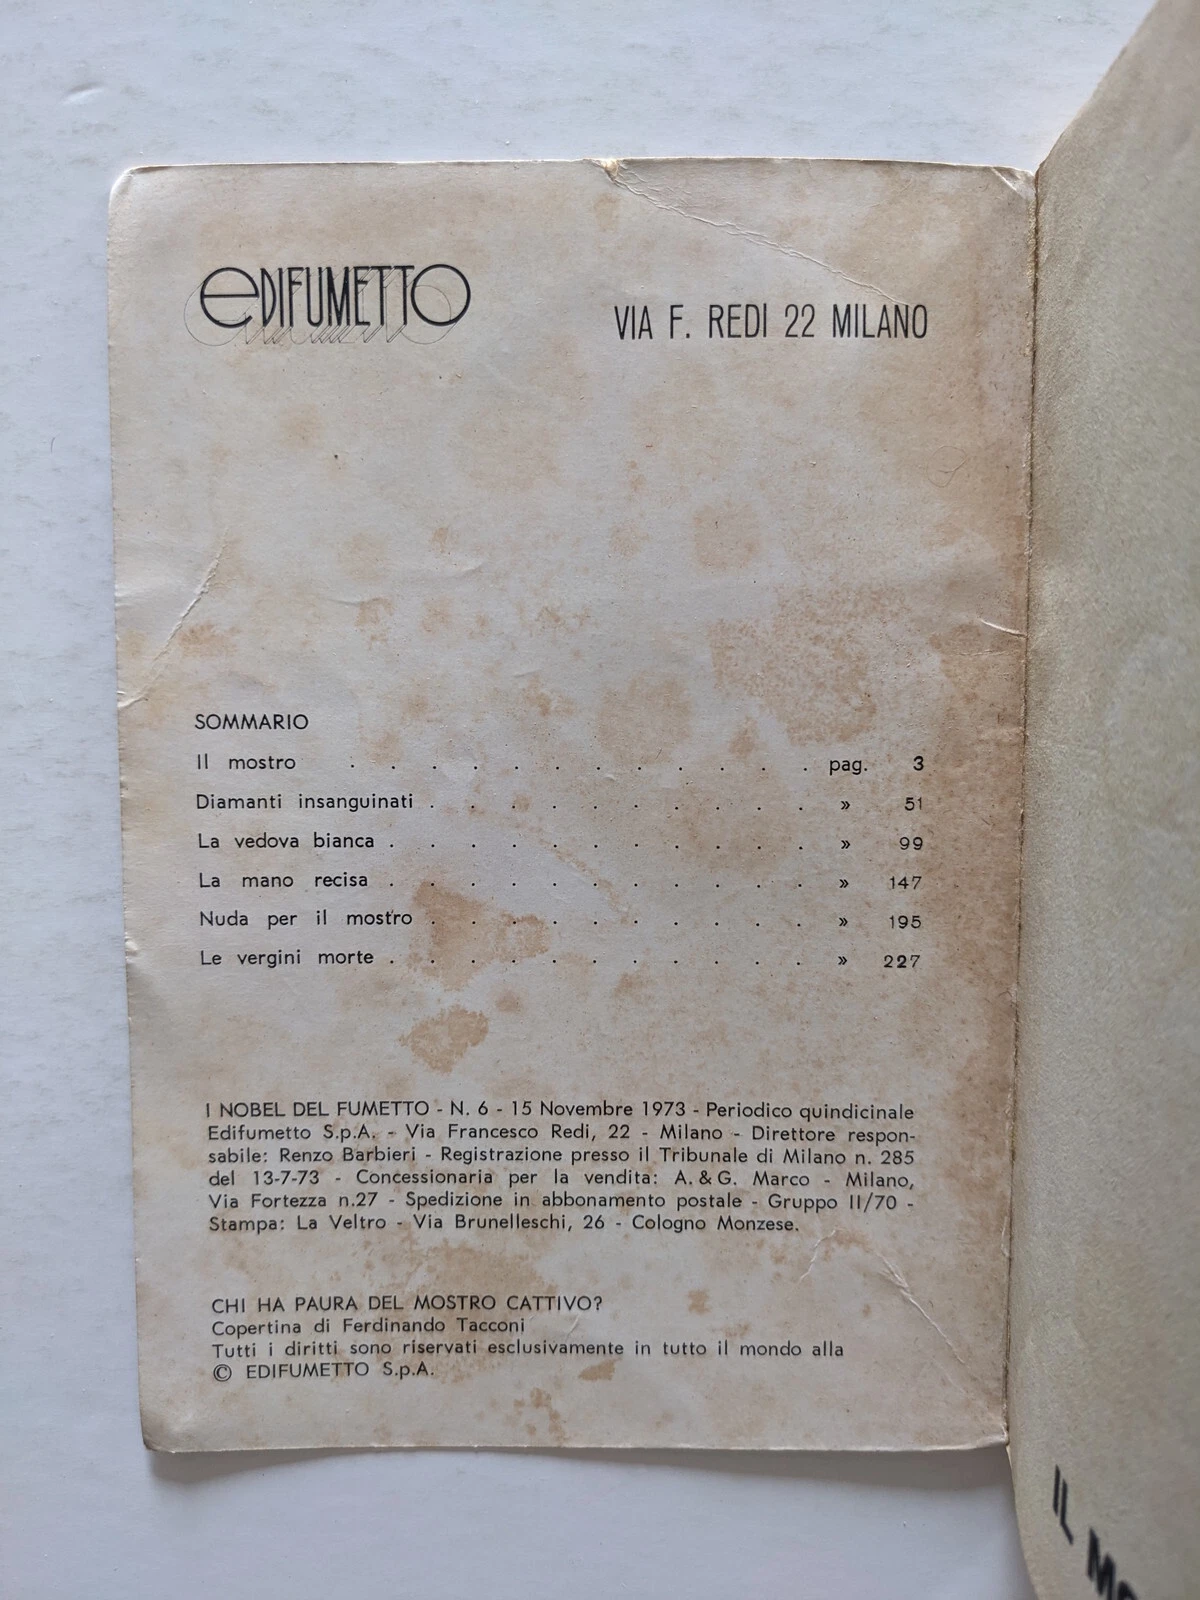 eDIFUMETTO
VIA F. REDI 22 MILANO
SOMMARIO
Il mostro . . . . . . . . . . . . pag. 3
Diamanti insanguinati . . . . . . . . . . » 51
La vedova bianca . . . . . . . . . . . » 99
La mano recisa . . . . . . . . . . . » 147
Nuda per il mostro . . . . . . . . . . » 195
Le vergini morte . . . . . . . . . . . » 227
I NOBEL DEL FUMETTO - N. 6 - 15 Novembre 1973 - Periodico quindicinale
Edifumetto S.p.A. - Via Francesco Redi, 22 - Milano - Direttore respon-
sabile: Renzo Barbieri - Registrazione presso il Tribunale di Milano n. 285
del 13-7-73 - Concessionaria per la vendita: A. & G. Marco - Milano,
Via Fortezza n.27 - Spedizione in abbonamento postale - Gruppo II/70 -
Stampa: La Veltro - Via Brunelleschi, 26 - Cologno Monzese.
CHI HA PAURA DEL MOSTRO CATTIVO?
Copertina di Ferdinando Tacconi
Tutti i diritti sono riservati esclusivamente in tutto il mondo alla
© EDIFUMETTO S.p.A.
IL